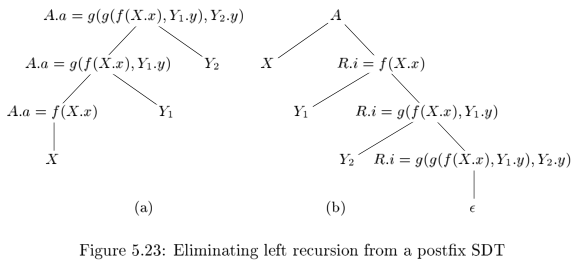 A.a = g(g(f(X.x), Y₁.y), Y₂.y)
A
A.a = g(f(X.x), Y₁.y)
Y₂
X
R.i = f(X.x)
A.a = f(X.x)
Y₁
Y₁
R.i = g(f(X.x), Y₁.y)
X
Y₂
R.i = g(g(f(X.x), Y₁.y), Y₂.y)
ϵ
(a)
(b)
Figure 5.23: Eliminating left recursion from a postfix SDT